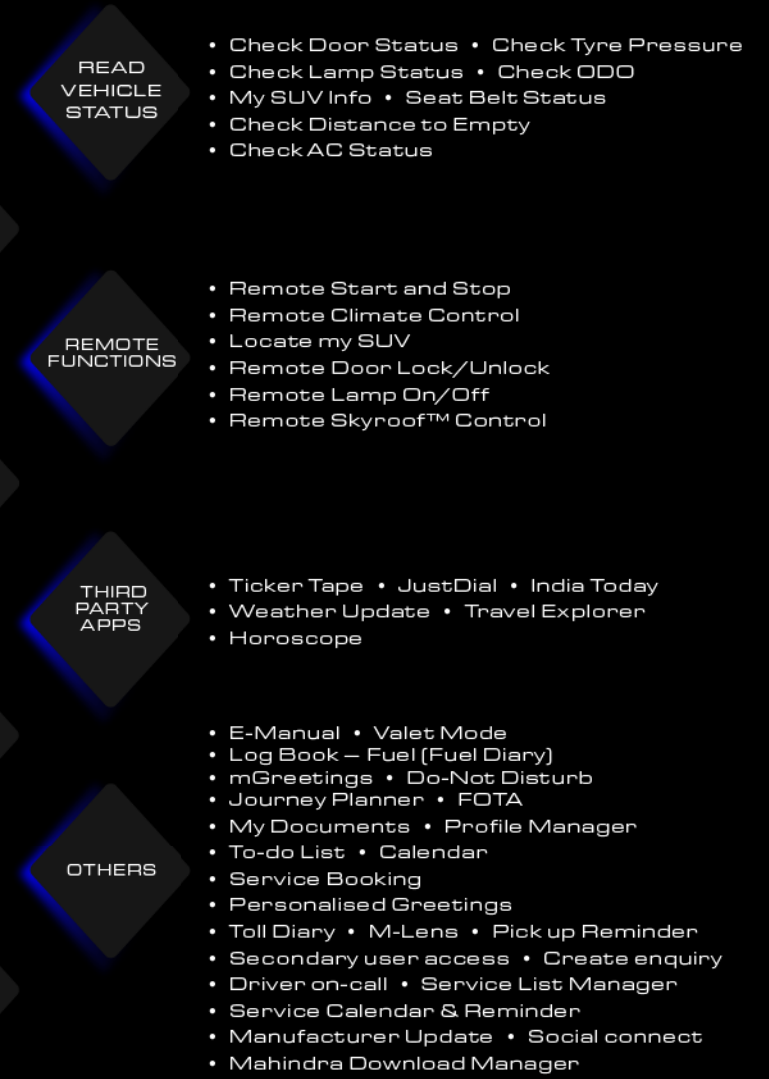 READ
VEHICLE
STATUS
• Check Door Status • Check Tyre Pressure
• Check Lamp Status • Check ODO
• My SUV Info • Seat Belt Status
• Check Distance to Empty
• Check AC Status
REMOTE
FUNCTIONS
• Remote Start and Stop
• Remote Climate Control
• Locate my SUV
• Remote Door Lock/Unlock
• Remote Lamp On/Off
• Remote Skyroof™ Control
THIRD
PARTY
APPS
• Ticker Tape • JustDial • India Today
• Weather Update • Travel Explorer
• Horoscope
OTHERS
• E-Manual • Valet Mode
• Log Book – Fuel (Fuel Diary)
• mGreetings • Do-Not Disturb
• Journey Planner • FOTA
• My Documents • Profile Manager
• To-do List • Calendar
• Service Booking
• Personalised Greetings
• Toll Diary • M-Lens • Pick up Reminder
• Secondary user access • Create enquiry
• Driver on-call • Service List Manager
• Service Calendar & Reminder
• Manufacturer Update • Social connect
• Mahindra Download Manager